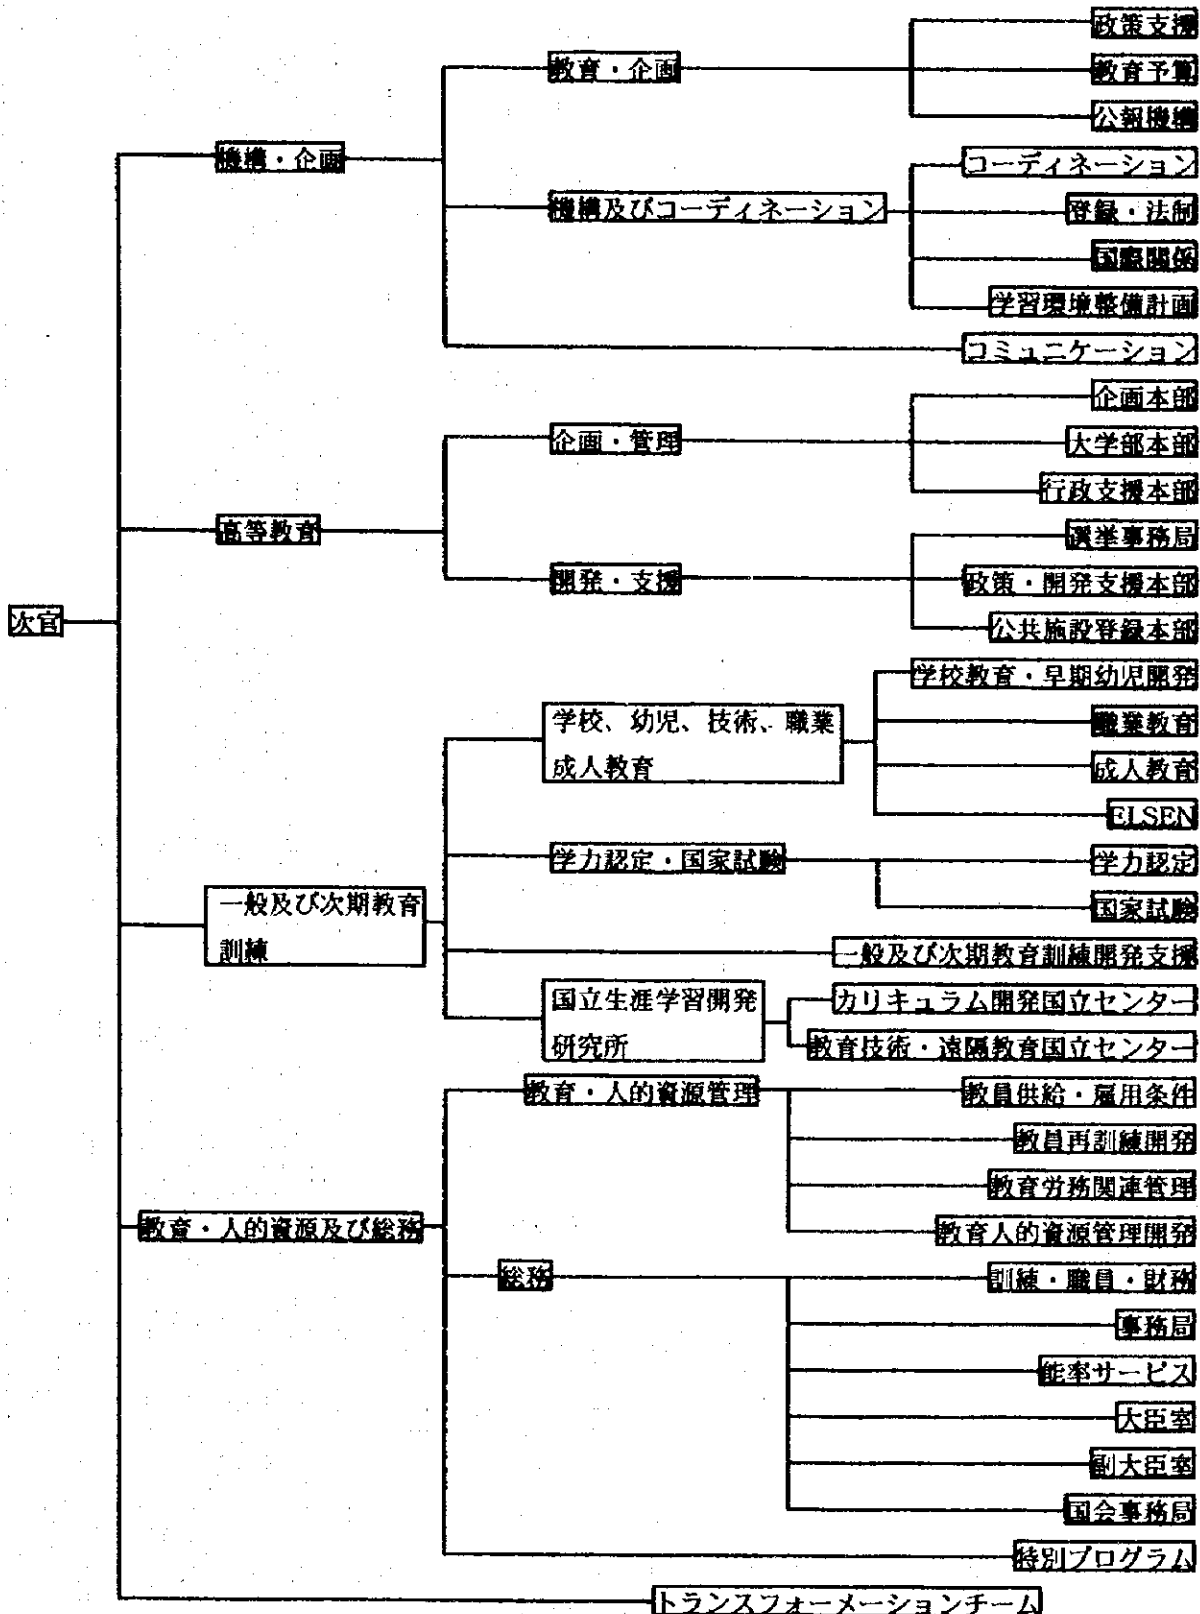 政策支援
教育・企画
教育予算
公報機構
機構・企画
コーディネーション
機構及びコーディネーション
登録・法制
国際関係
学習環境整備計画
コミュニケーション
企画本部
企画・管理
大学部本部
行政支援本部
高等教育
選挙事務局
開発・支援
政策・開発支援本部
次官
公共施設登録本部
学校教育・早期幼児開発
学校、幼児、技術、職業
成人教育
職業教育
成人教育
ELSEN
学力認定・国家試験
学力認定
一般及び次期教育
訓練
国家試験
一般及び次期教育訓練開発支援
国立生涯学習開発
研究所
カリキュラム開発国立センター
教育技術・遠隔教育国立センター
教育・人的資源管理
教員供給・雇用条件
教員再訓練開発
教育労務関連管理
教育・人的資源及び総務
教育人的資源管理開発
総務
訓練・職員・財務
事務局
能率サービス
大臣室
副大臣室
国会事務局
特別プログラム
トランスフォーメーションチーム